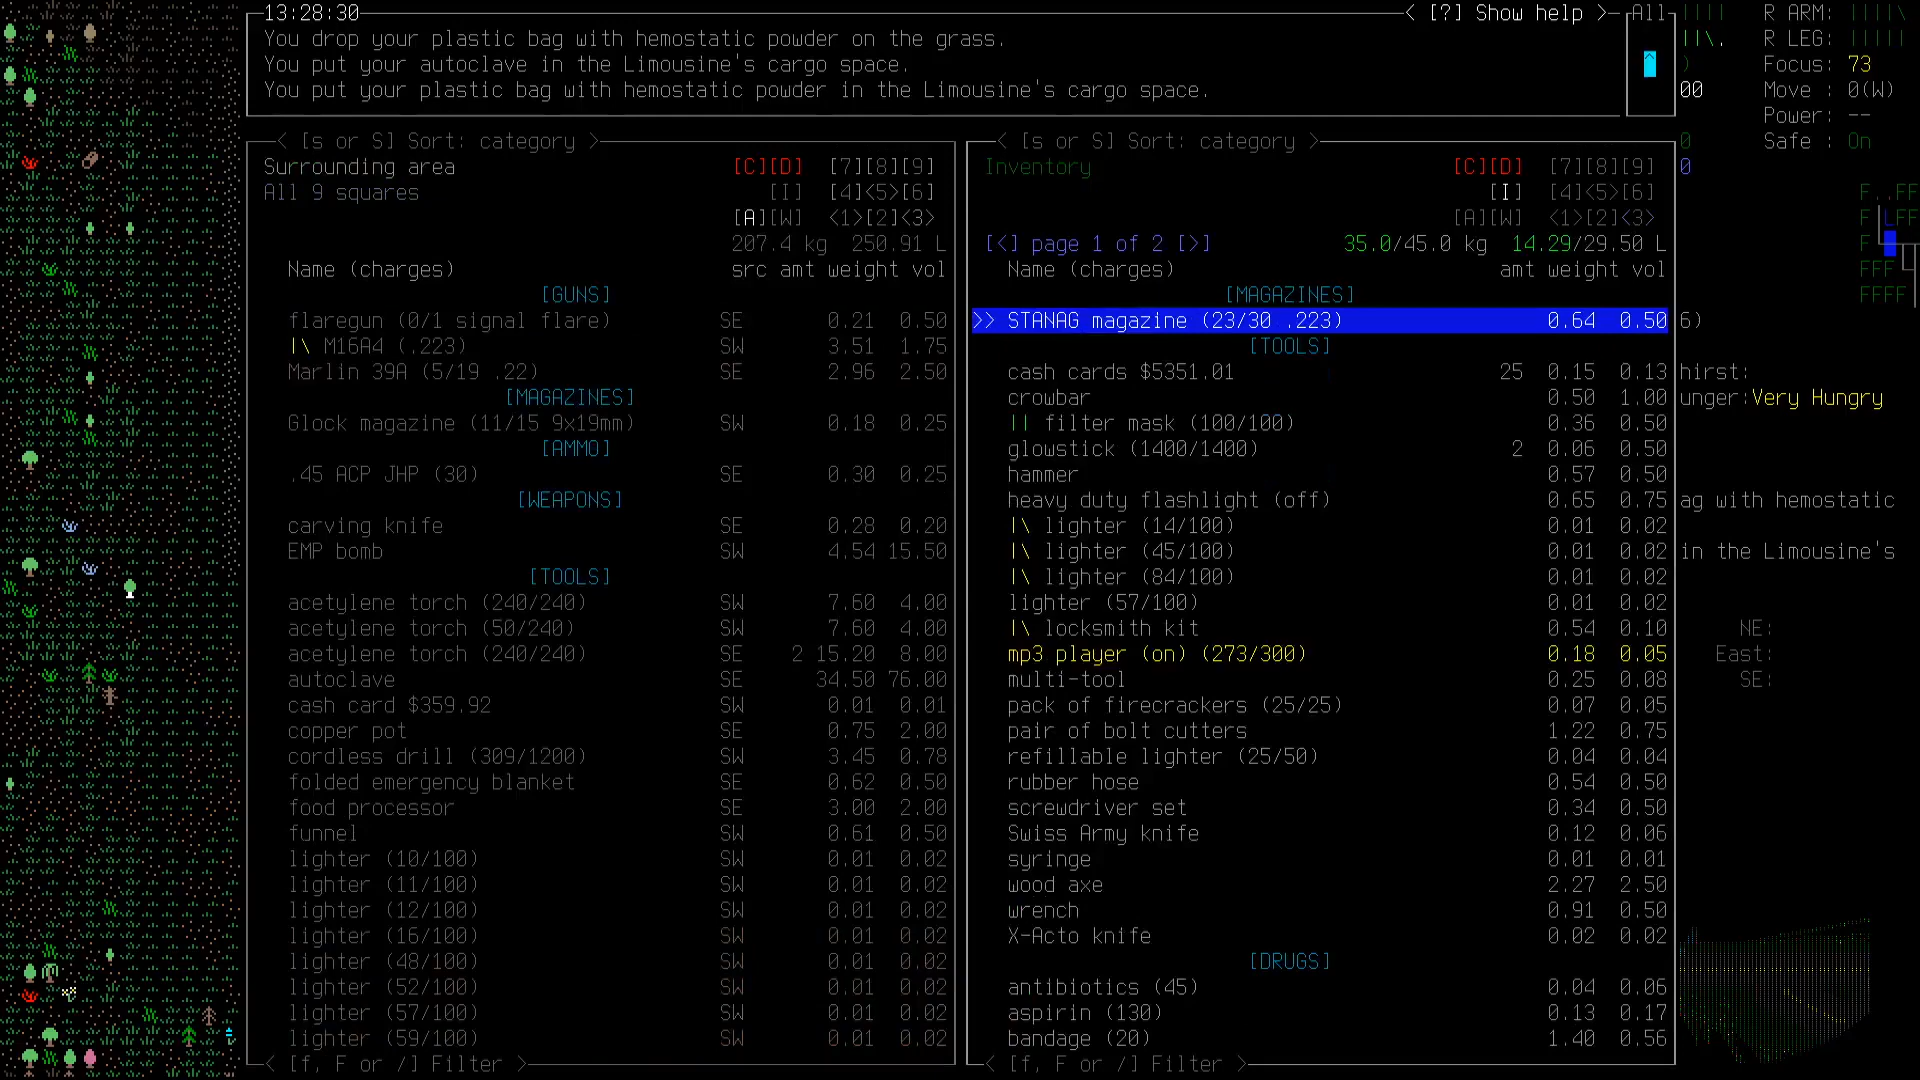 13:28:30 < [?] Show help > All
You drop your plastic bag with hemostatic powder on the grass.
You put your autoclave in the Limousine's cargo space.
You put your plastic bag with hemostatic powder in the Limousine's cargo space.
R ARM: ||||\
R LEG: |||||
Focus: 73
00 Move : 0(W)
Power: --
0 Safe : On
0
< [s or S] Sort: category >
Surrounding area [C][D] [7][8][9]
All 9 squares [I] [4]<5>[6]
[A][W] <1>[2]<3>
207.4 kg 250.91 L
Name (charges) src amt weight vol
[GUNS]
flaregun (0/1 signal flare) SE 0.21 0.50
|\ M16A4 (.223) SW 3.51 1.75
Marlin 39A (5/19 .22) SE 2.96 2.50
[MAGAZINES]
Glock magazine (11/15 9x19mm) SW 0.18 0.25
[AMMO]
.45 ACP JHP (30) SE 0.30 0.25
[WEAPONS]
carving knife SE 0.28 0.20
EMP bomb SW 4.54 15.50
[TOOLS]
acetylene torch (240/240) SW 7.60 4.00
acetylene torch (50/240) SW 7.60 4.00
acetylene torch (240/240) SE 2 15.20 8.00
autoclave SE 34.50 76.00
cash card $359.92 SW 0.01 0.01
copper pot SE 0.75 2.00
cordless drill (309/1200) SW 3.45 0.78
folded emergency blanket SE 0.62 0.50
food processor SE 3.00 2.00
funnel SW 0.61 0.50
lighter (10/100) SW 0.01 0.02
lighter (11/100) SW 0.01 0.02
lighter (12/100) SW 0.01 0.02
lighter (16/100) SW 0.01 0.02
lighter (48/100) SW 0.01 0.02
lighter (52/100) SW 0.01 0.02
lighter (57/100) SW 0.01 0.02
lighter (59/100) SW 0.01 0.02
< [f, F or /] Filter >
< [s or S] Sort: category >
Inventory [C][D] [7][8][9]
[I] [4]<5>[6]
[A][W] <1>[2]<3>
[<] page 1 of 2 [>] 35.0/45.0 kg 14.29/29.50 L
Name (charges) amt weight vol
[MAGAZINES]
>> STANAG magazine (23/30 .223) 0.64 0.50
[TOOLS]
cash cards $5351.01 25 0.15 0.13
crowbar 0.50 1.00
|| filter mask (100/100) 0.36 0.50
glowstick (1400/1400) 2 0.06 0.50
hammer 0.57 0.50
heavy duty flashlight (off) 0.65 0.75
|\ lighter (14/100) 0.01 0.02
|\ lighter (45/100) 0.01 0.02
|\ lighter (84/100) 0.01 0.02
lighter (57/100) 0.01 0.02
|\ locksmith kit 0.54 0.10
mp3 player (on) (273/300) 0.18 0.05
multi-tool 0.25 0.08
pack of firecrackers (25/25) 0.07 0.05
pair of bolt cutters 1.22 0.75
refillable lighter (25/50) 0.04 0.04
rubber hose 0.54 0.50
screwdriver set 0.34 0.50
Swiss Army knife 0.12 0.06
syringe 0.01 0.01
wood axe 2.27 2.50
wrench 0.91 0.50
X-Acto knife 0.02 0.02
[DRUGS]
antibiotics (45) 0.04 0.06
aspirin (130) 0.13 0.17
bandage (20) 1.40 0.56
< [f, F or /] Filter >
F..FF
F LFF
F
FFF
FFFF
6)
hirst:
unger:Very Hungry
ag with hemostatic
in the Limousine's
NE:
East:
SE: